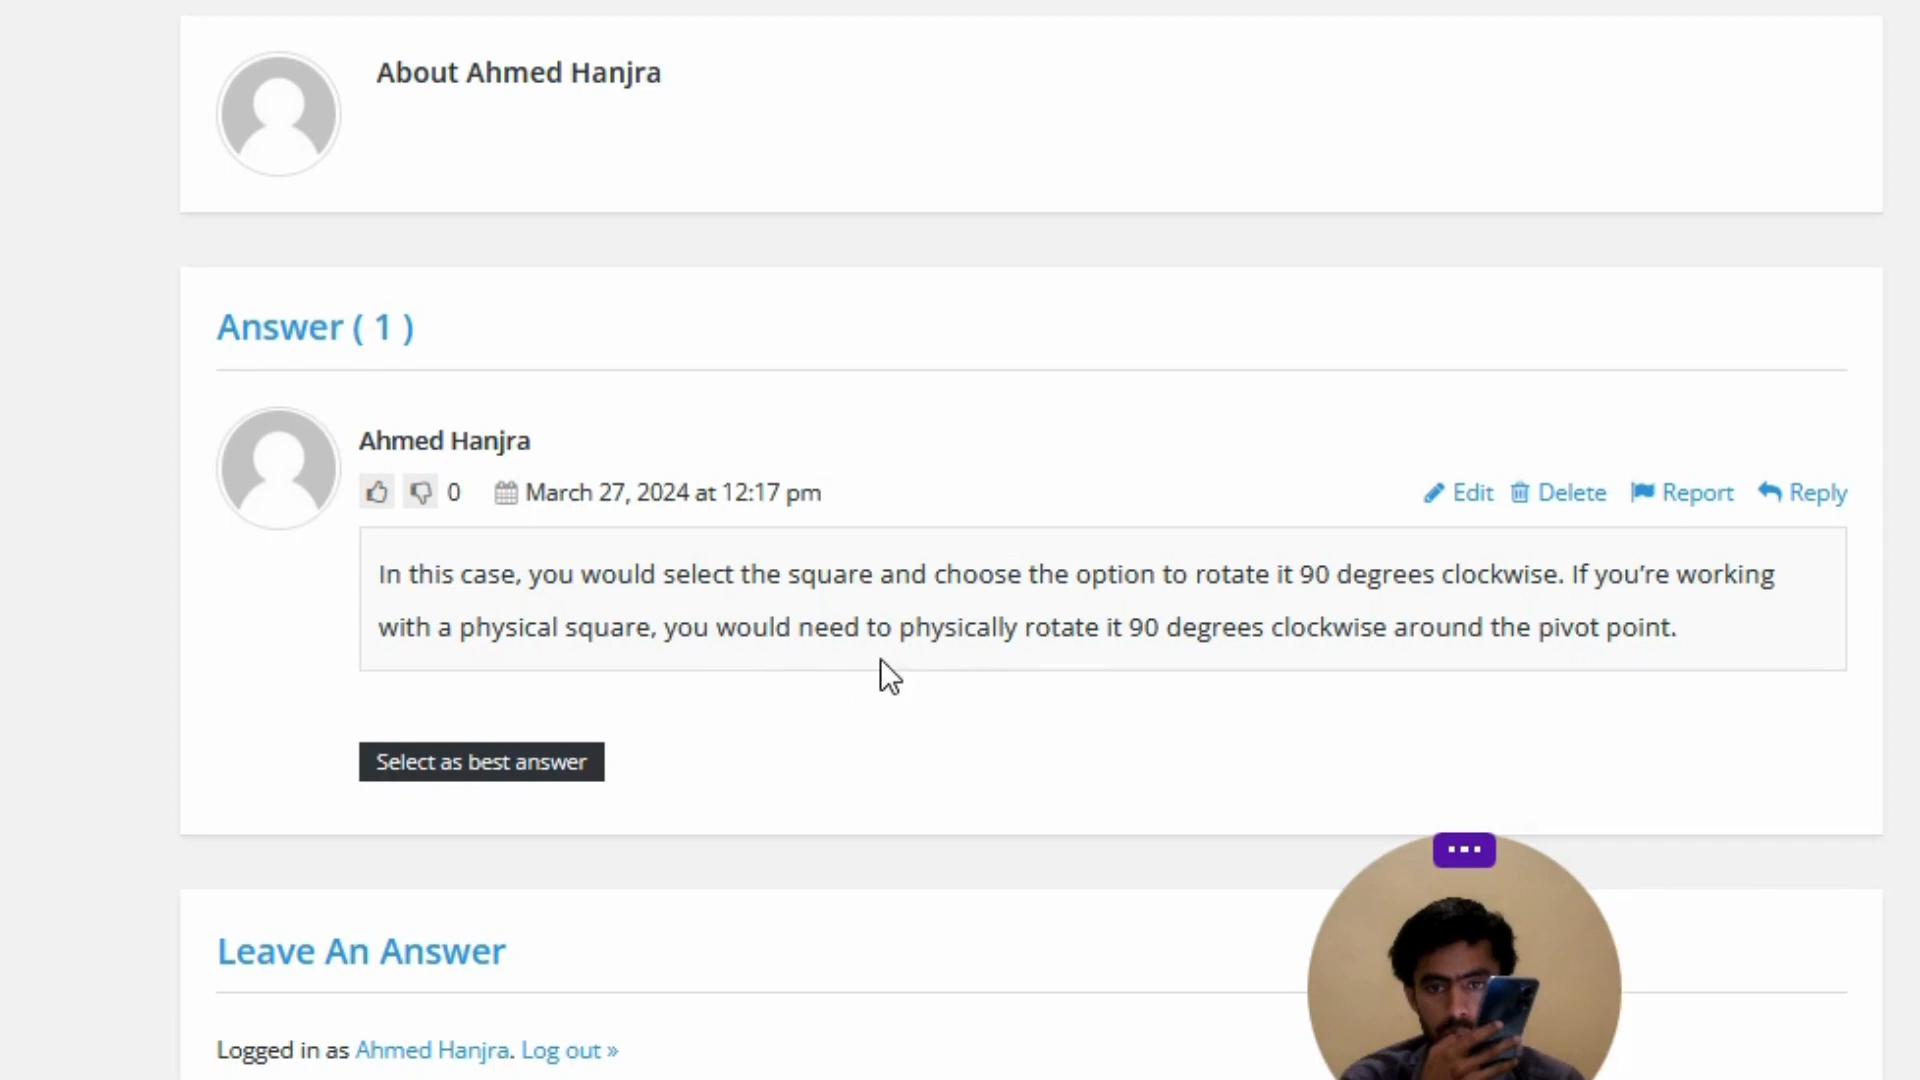 About Ahmed Hanjra
Answer ( 1 )
Ahmed Hanjra
0 March 27, 2024 at 12:17 pm Edit Delete Report Reply
In this case, you would select the square and choose the option to rotate it 90 degrees clockwise. If you’re working
with a physical square, you would need to physically rotate it 90 degrees clockwise around the pivot point.
Select as best answer
Leave An Answer
Logged in as Ahmed Hanjra. Log out »